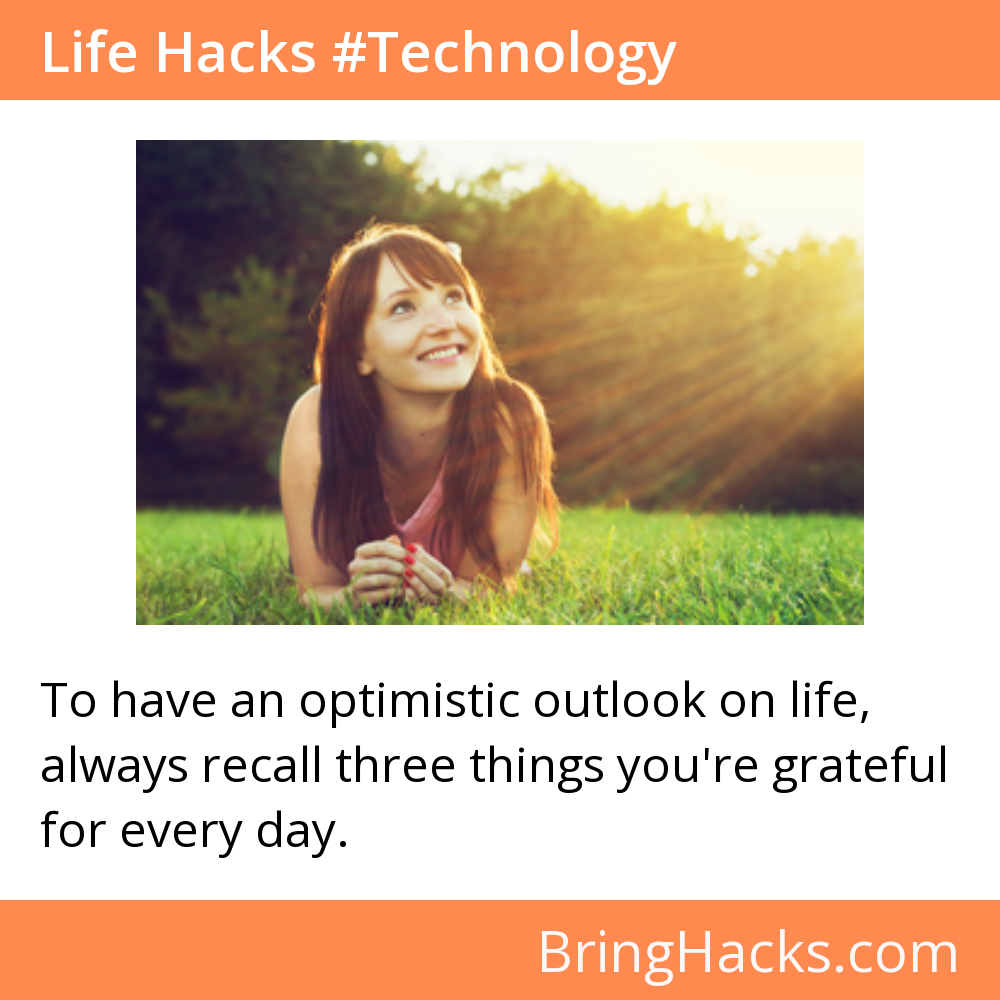 Life Hacks #Technology
To have an optimistic outlook on life,
always recall three things you're grateful
for every day.
BringHacks.com